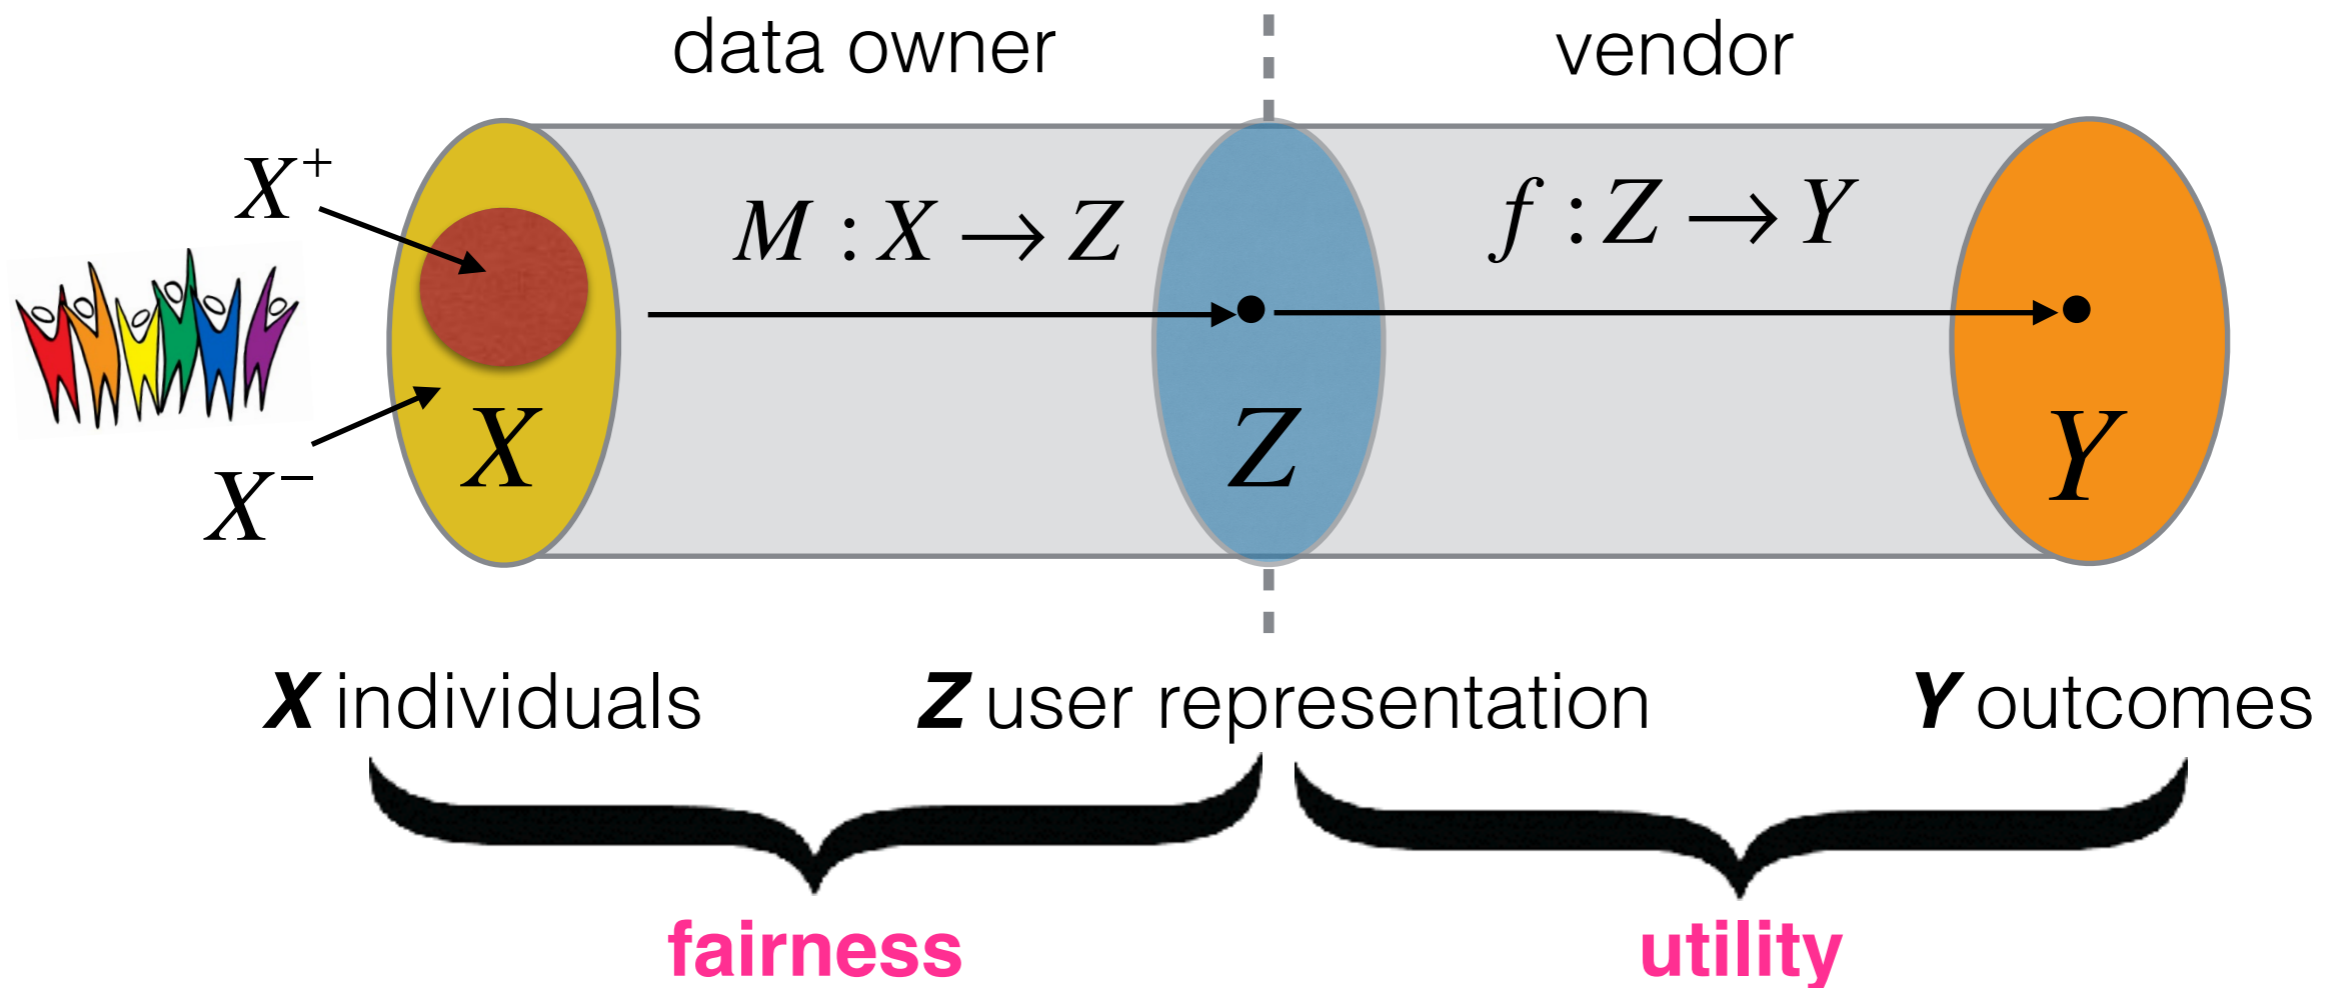 data owner
vendor
X⁺
M : X → Z
f : Z → Y
X
Z
Y
X⁻
X individuals
Z user representation
Y outcomes
fairness
utility